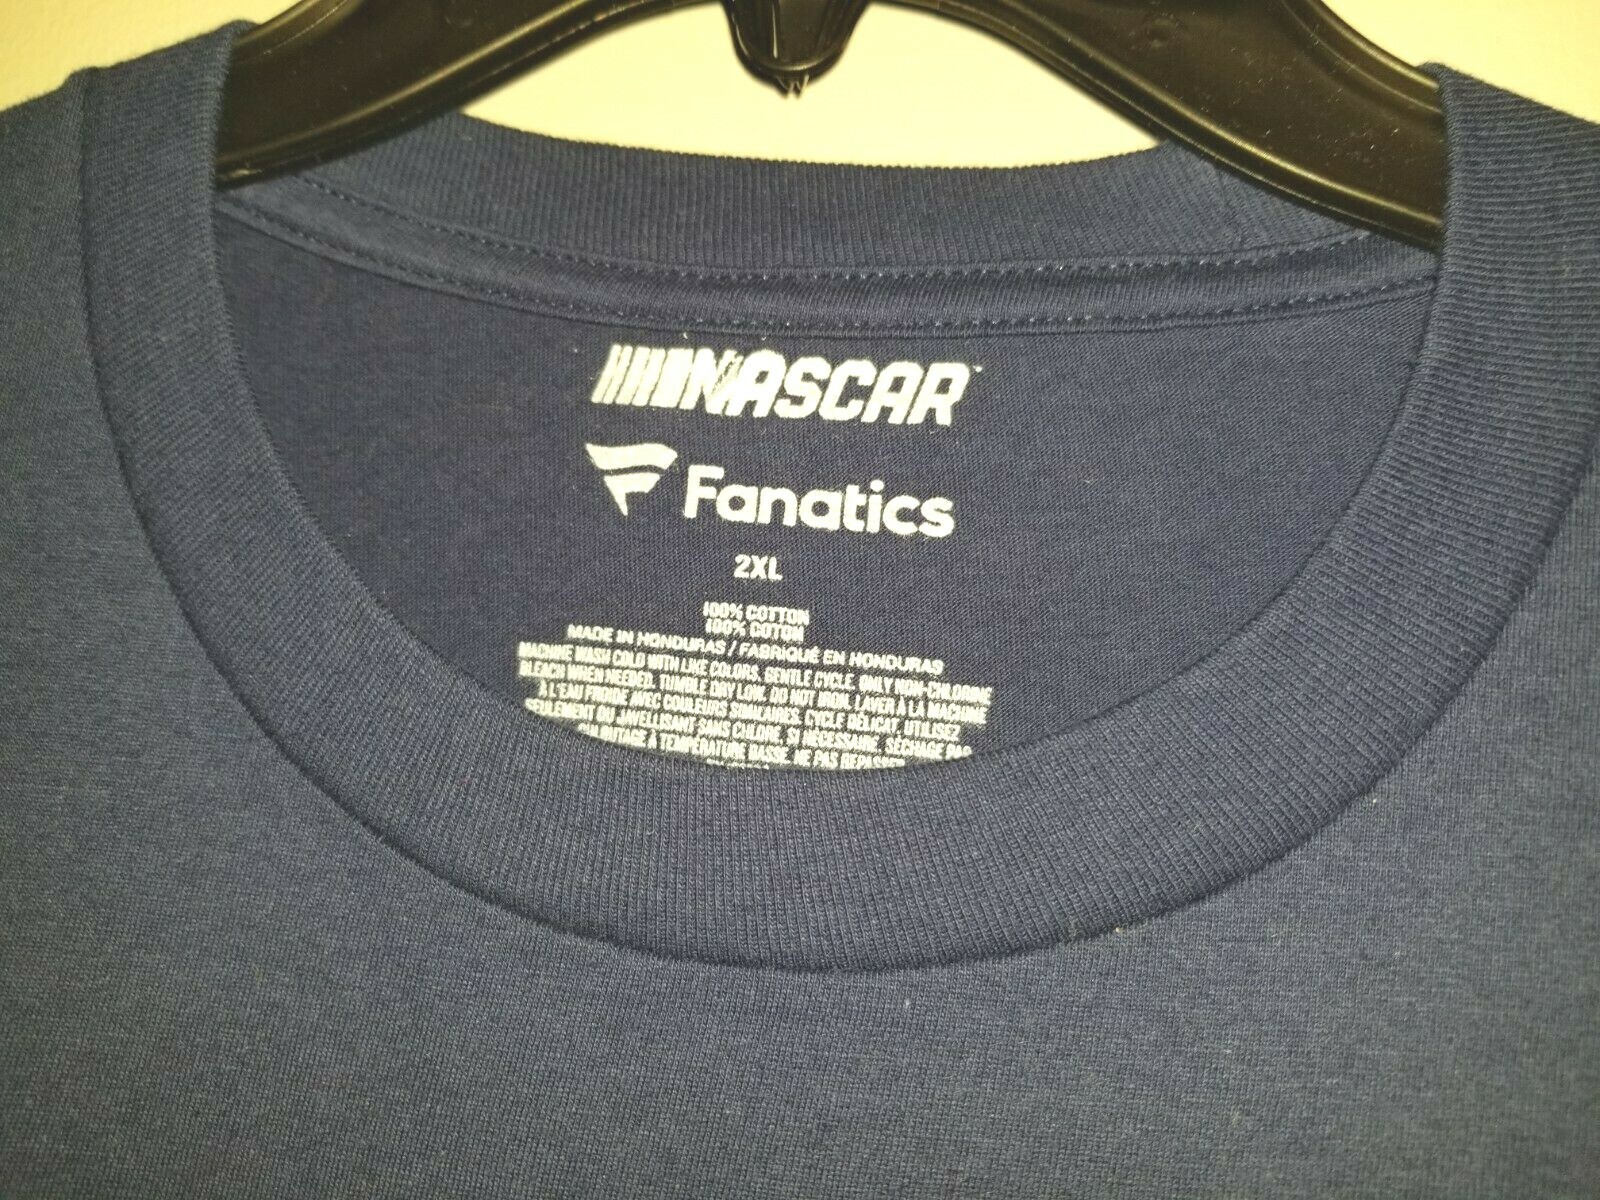 NASCAR™
Fanatics
2XL
100% COTTON
100% COTON
MADE IN HONDURAS / FABRIQUÉ EN HONDURAS
MACHINE WASH COLD WITH LIKE COLORS, GENTLE CYCLE. ONLY NON-CHLORINE
BLEACH WHEN NEEDED. TUMBLE DRY LOW. DO NOT IRON. LAVER À LA MACHINE
À L'EAU FROIDE AVEC COULEURS SIMILAIRES. CYCLE DÉLICAT. UTILISEZ
SEULEMENT DU JAVELLISANT SANS CHLORE SI NÉCESSAIRE. SÉCHAGE PAR
À TEMPÉRATURE BASSE. NE PAS REPASSER